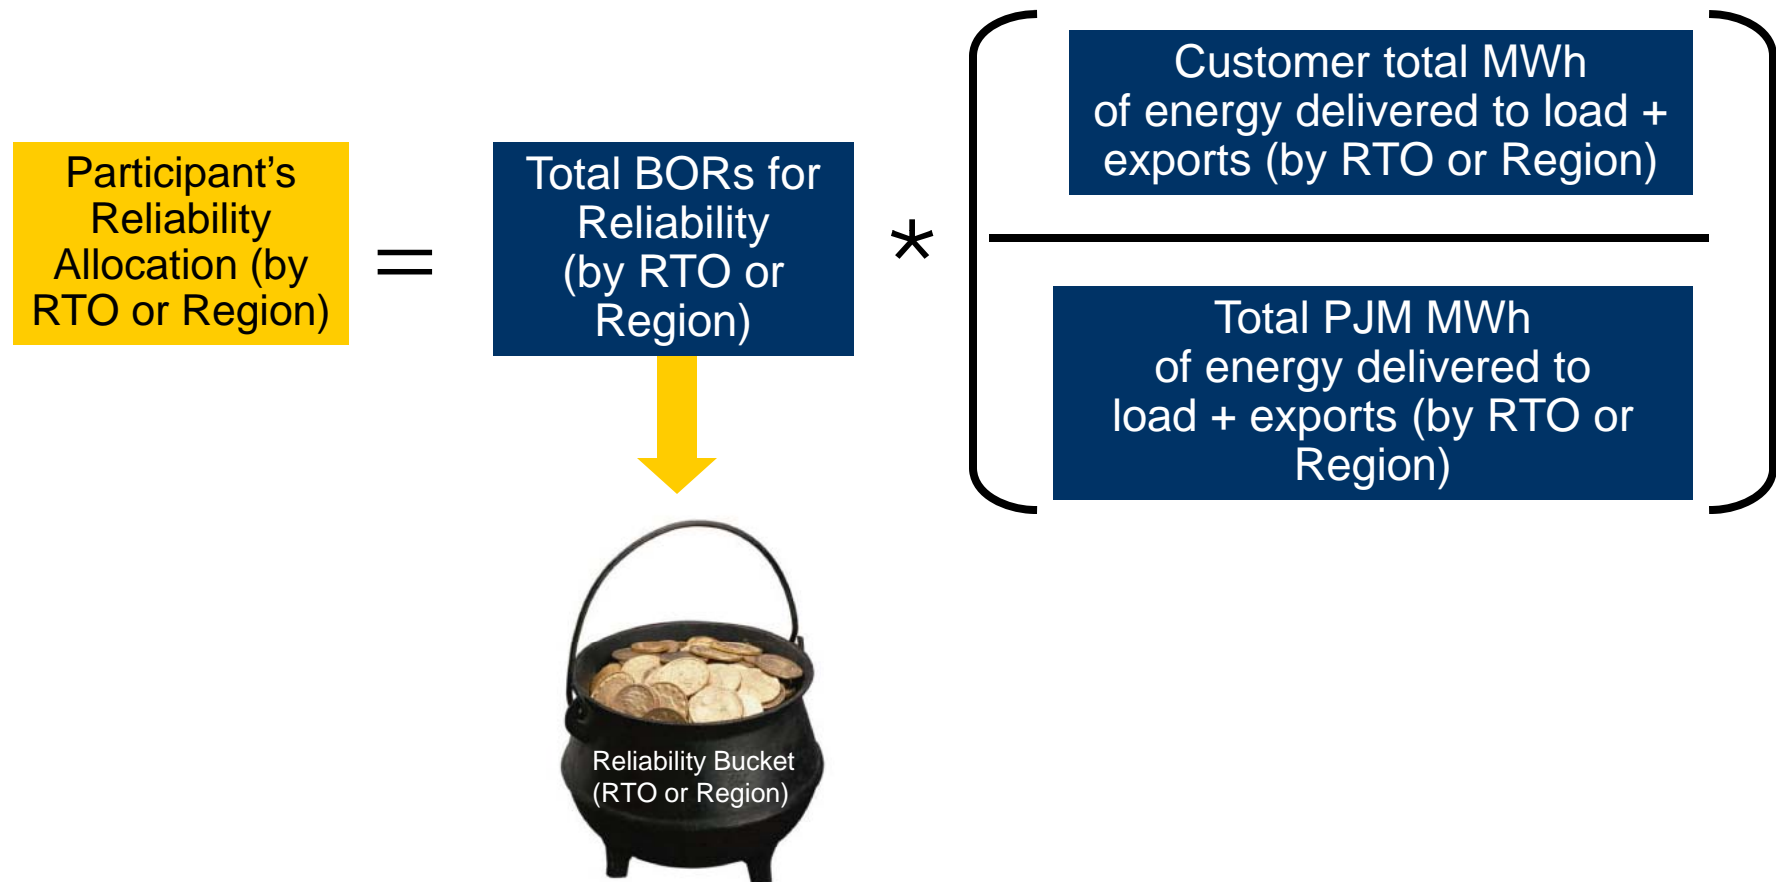 Participant’s
Reliability
Allocation (by
RTO or Region)
=
Total BORs for
Reliability
(by RTO or
Region)
*
Customer total MWh
of energy delivered to load +
exports (by RTO or Region)
Total PJM MWh
of energy delivered to
load + exports (by RTO or
Region)
Reliability Bucket
(RTO or Region)